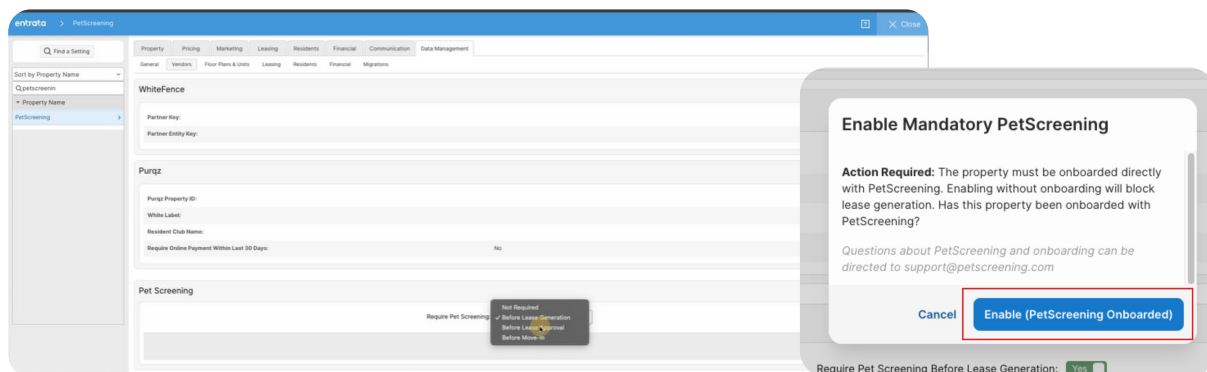 entrata > PetScreening
? × Close
Find a Setting
Sort by Property Name
petscreenin
Property Name
PetScreening
Property Pricing Marketing Leasing Residents Financial Communication Data Management
General Vendors Floor Plans & Units Leasing Residents Financial Migrations
WhiteFence
Partner Key:
Partner Entity Key:
Purqz
Purqz Property ID:
White Label:
Resident Club Name:
Require Online Payment Within Last 30 Days: No
Pet Screening
Require Pet Screening:
Not Required
✓ Before Lease Generation
Before Lease Approval
Before Move-In
Enable Mandatory PetScreening
Action Required: The property must be onboarded directly
with PetScreening. Enabling without onboarding will block
lease generation. Has this property been onboarded with
PetScreening?
Questions about PetScreening and onboarding can be
directed to support@petscreening.com
Cancel Enable (PetScreening Onboarded)
Require Pet Screening Before Lease Generation: Yes